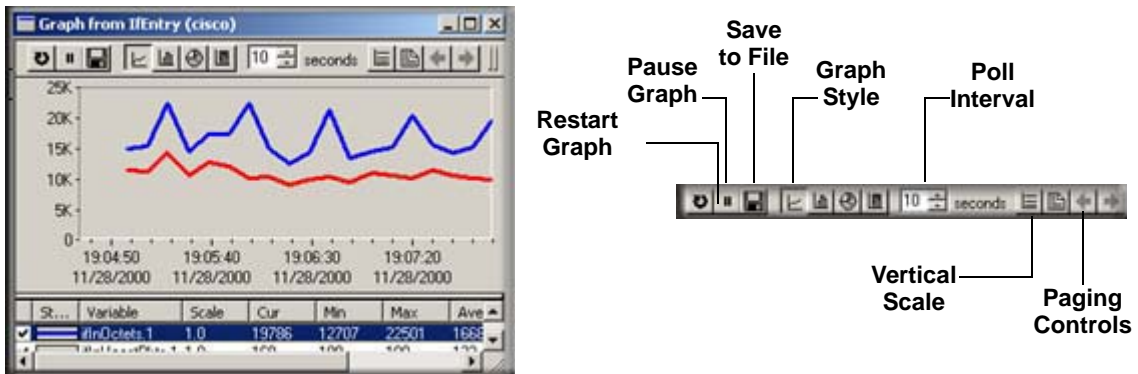 Graph from IfEntry (cisco)
10 seconds
25K
20K
15K
10K
5K
0
19:04:50 19:05:40 19:06:30 19:07:20
11/28/2000 11/28/2000 11/28/2000 11/28/2000
St... Variable Scale Cur Min Max Ave
ifInOctets.1 1.0 19786 12707 22501 1668
1.0
Save
to File
Pause
Graph
Graph
Style
Poll
Interval
Restart
Graph
10 seconds
Vertical
Scale
Paging
Controls